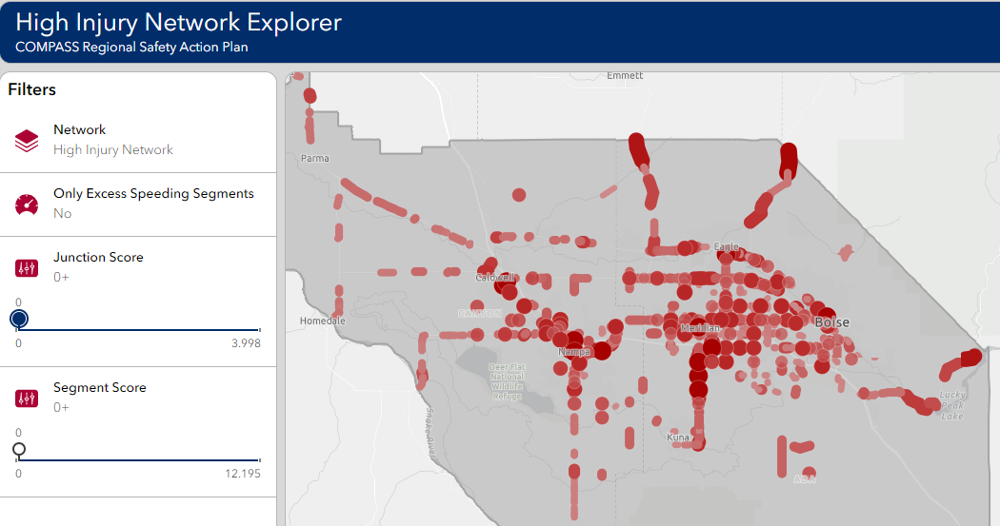 High Injury Network Explorer
COMPASS Regional Safety Action Plan
Filters
Network
High Injury Network
Only Excess Speeding Segments
No
Junction Score
0+
0
0
3.998
Segment Score
0+
0
0
12.195
Emmett
Parma
Eagle
Caldwell
CANYON
Homedale
Boise
Meridian
Nampa
Deer Flat
National
Wildlife
Refuge
Lucky
Peak
Lake
Snake River
Kuna
ADA